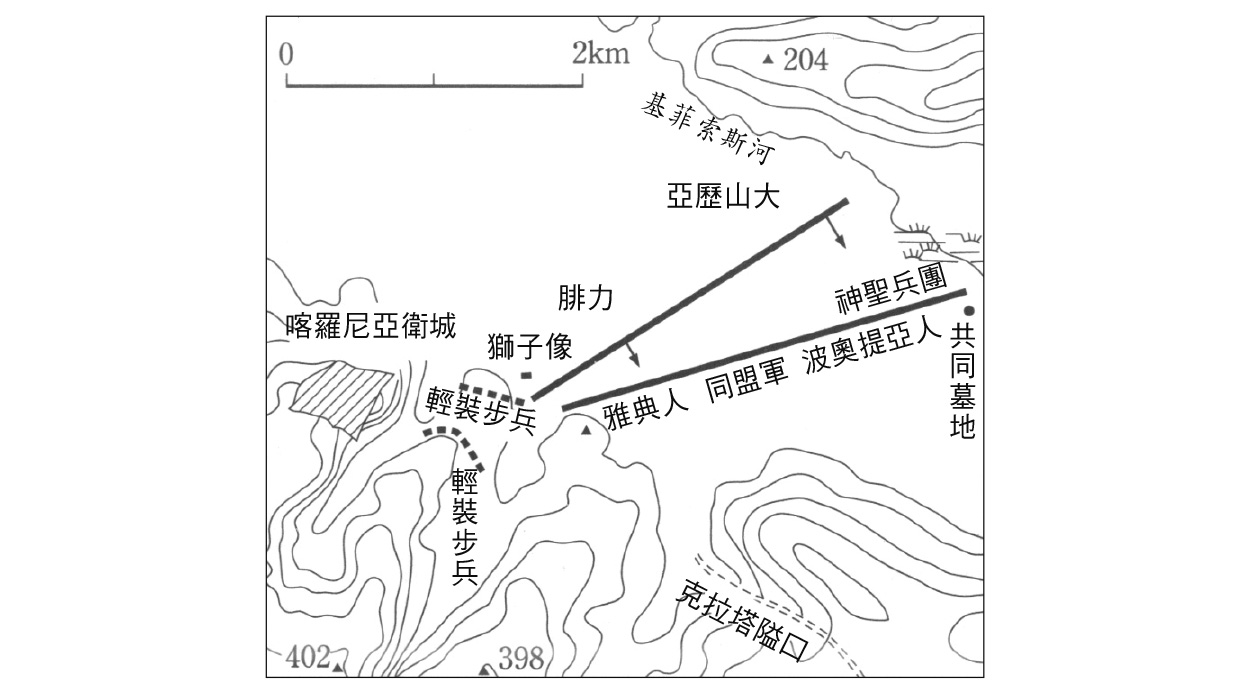 0
2km
204
基菲索斯河
亞歷山大
神聖兵團
腓力
喀羅尼亞衛城
獅子像
輕裝步兵
雅典人 同盟軍 波奧提亞人
共同墓地
輕裝步兵
克拉塔隘口
402
398